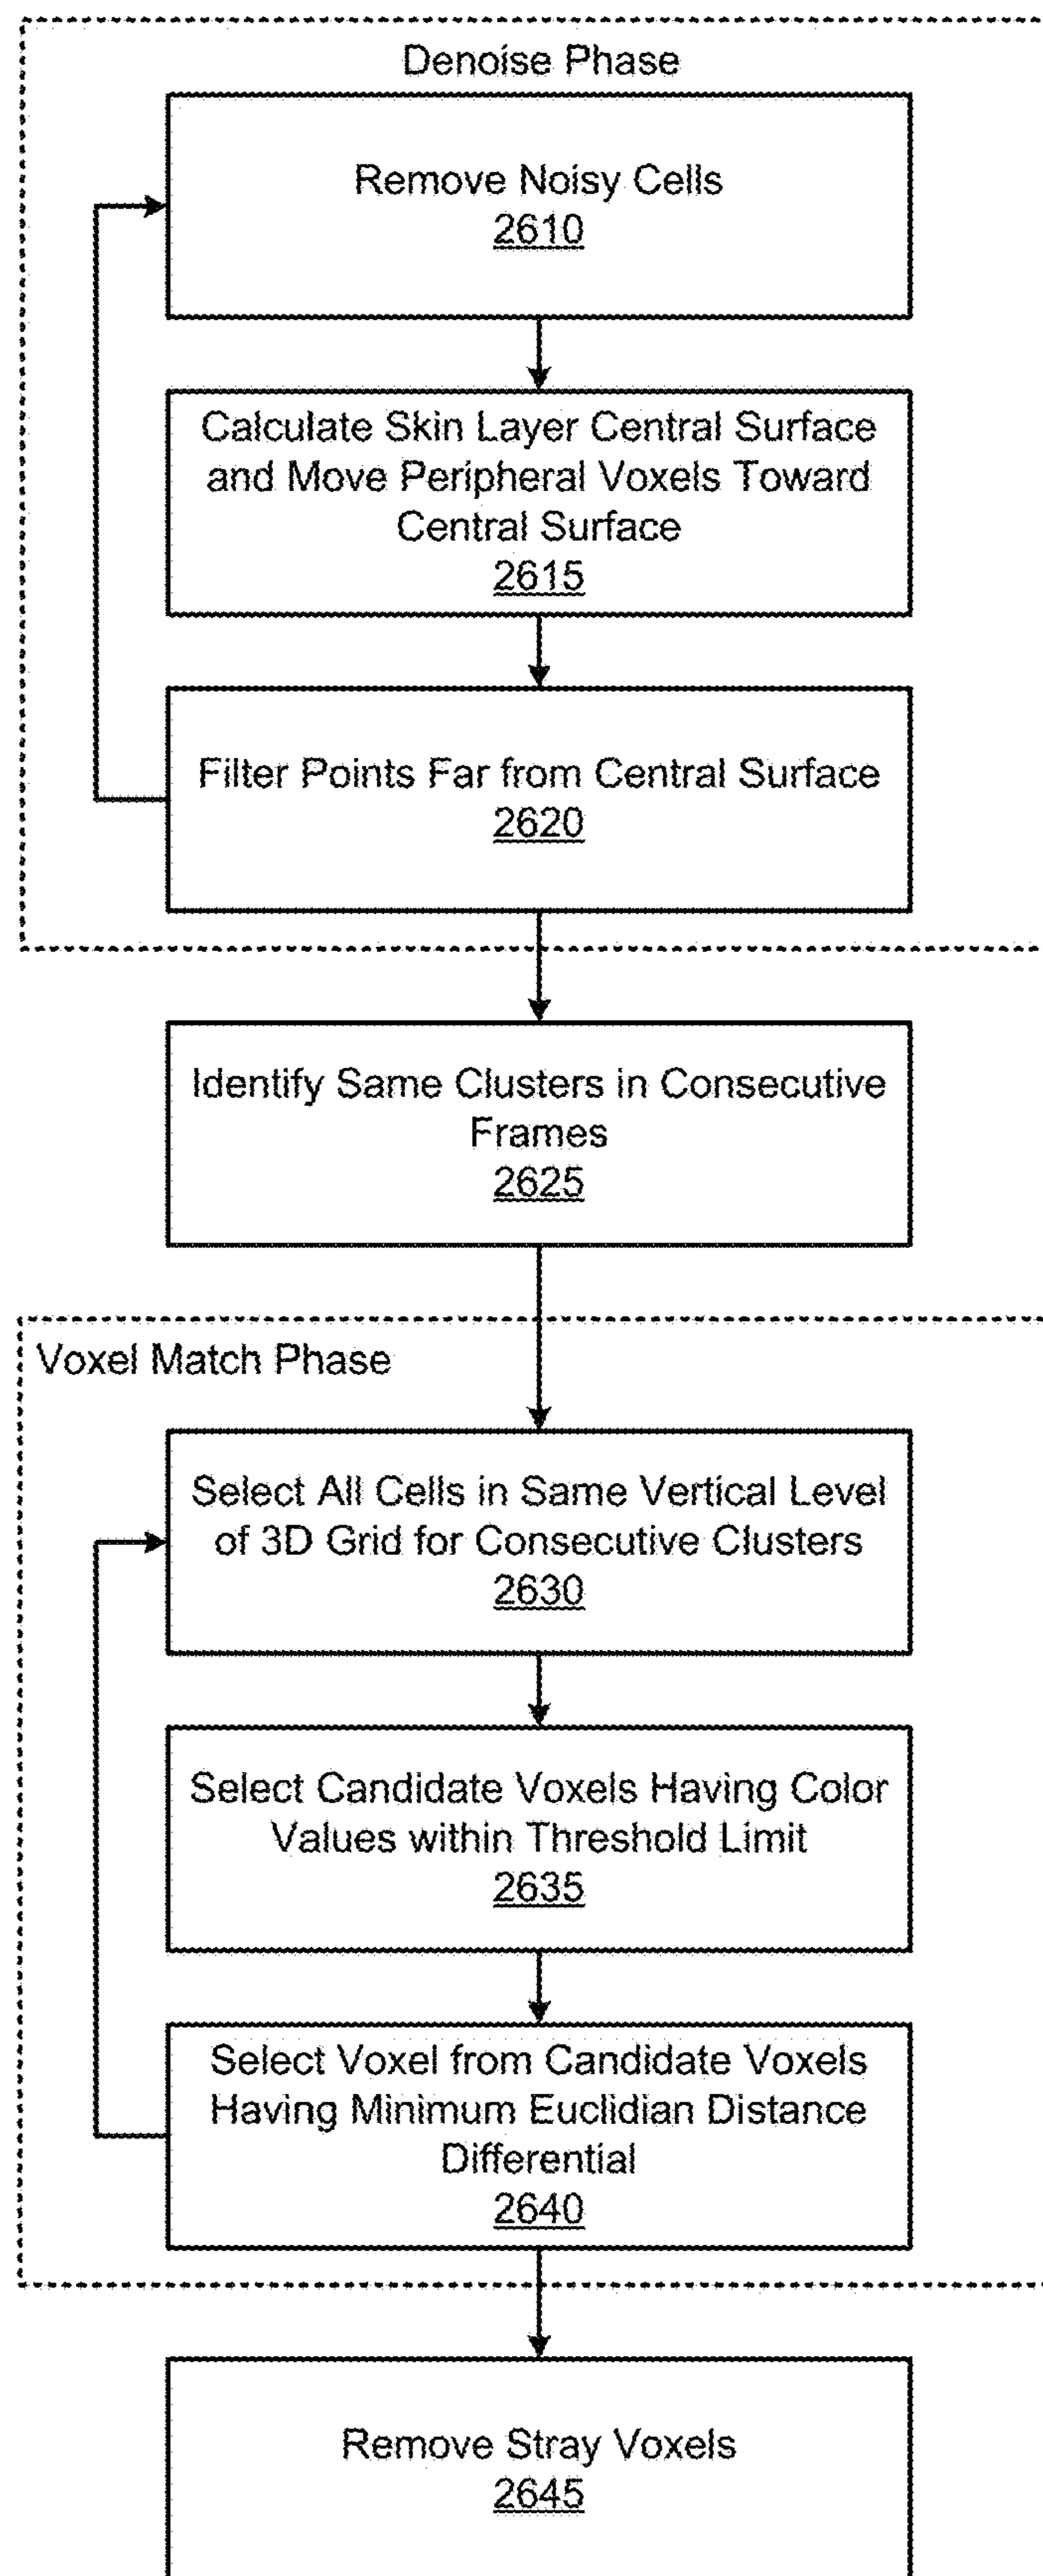 Denoise Phase
Remove Noisy Cells
2610
Calculate Skin Layer Central Surface
and Move Peripheral Voxels Toward
Central Surface
2615
Filter Points Far from Central Surface
2620
Identify Same Clusters in Consecutive
Frames
2625
Voxel Match Phase
Select All Cells in Same Vertical Level
of 3D Grid for Consecutive Clusters
2630
Select Candidate Voxels Having Color
Values within Threshold Limit
2635
Select Voxel from Candidate Voxels
Having Minimum Euclidian Distance
Differential
2640
Remove Stray Voxels
2645